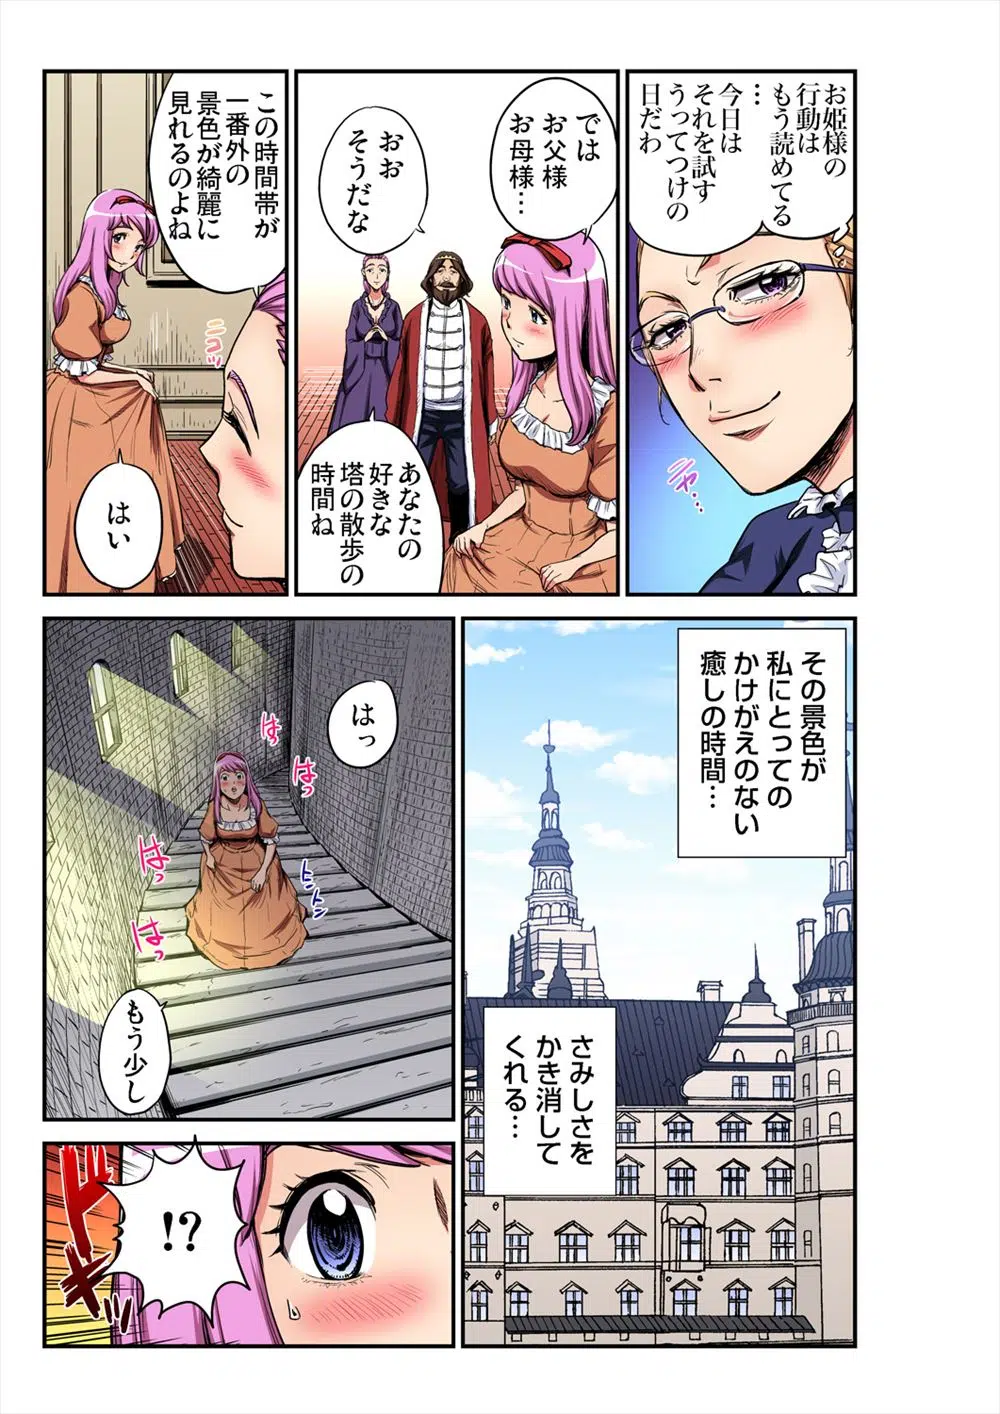 お姫様の
行動は
もう読めてる
…
今日は
それを試す
うってつけの
日だわ
ニャ…
では
お父様
お母様…
おお
そうだな
あなたの
好きな
塔の散歩の
時間ね
この時間帯が
一番外の
景色が綺麗に
見れるのよね
ニコッ
はい
その景色が
私にとっての
かけがえのない
癒しの時間…
さみしさを
かき消して
くれる…
はっ
はっ
はっ
はっ
はっ
トントン
もう少し
!?
ドキッ